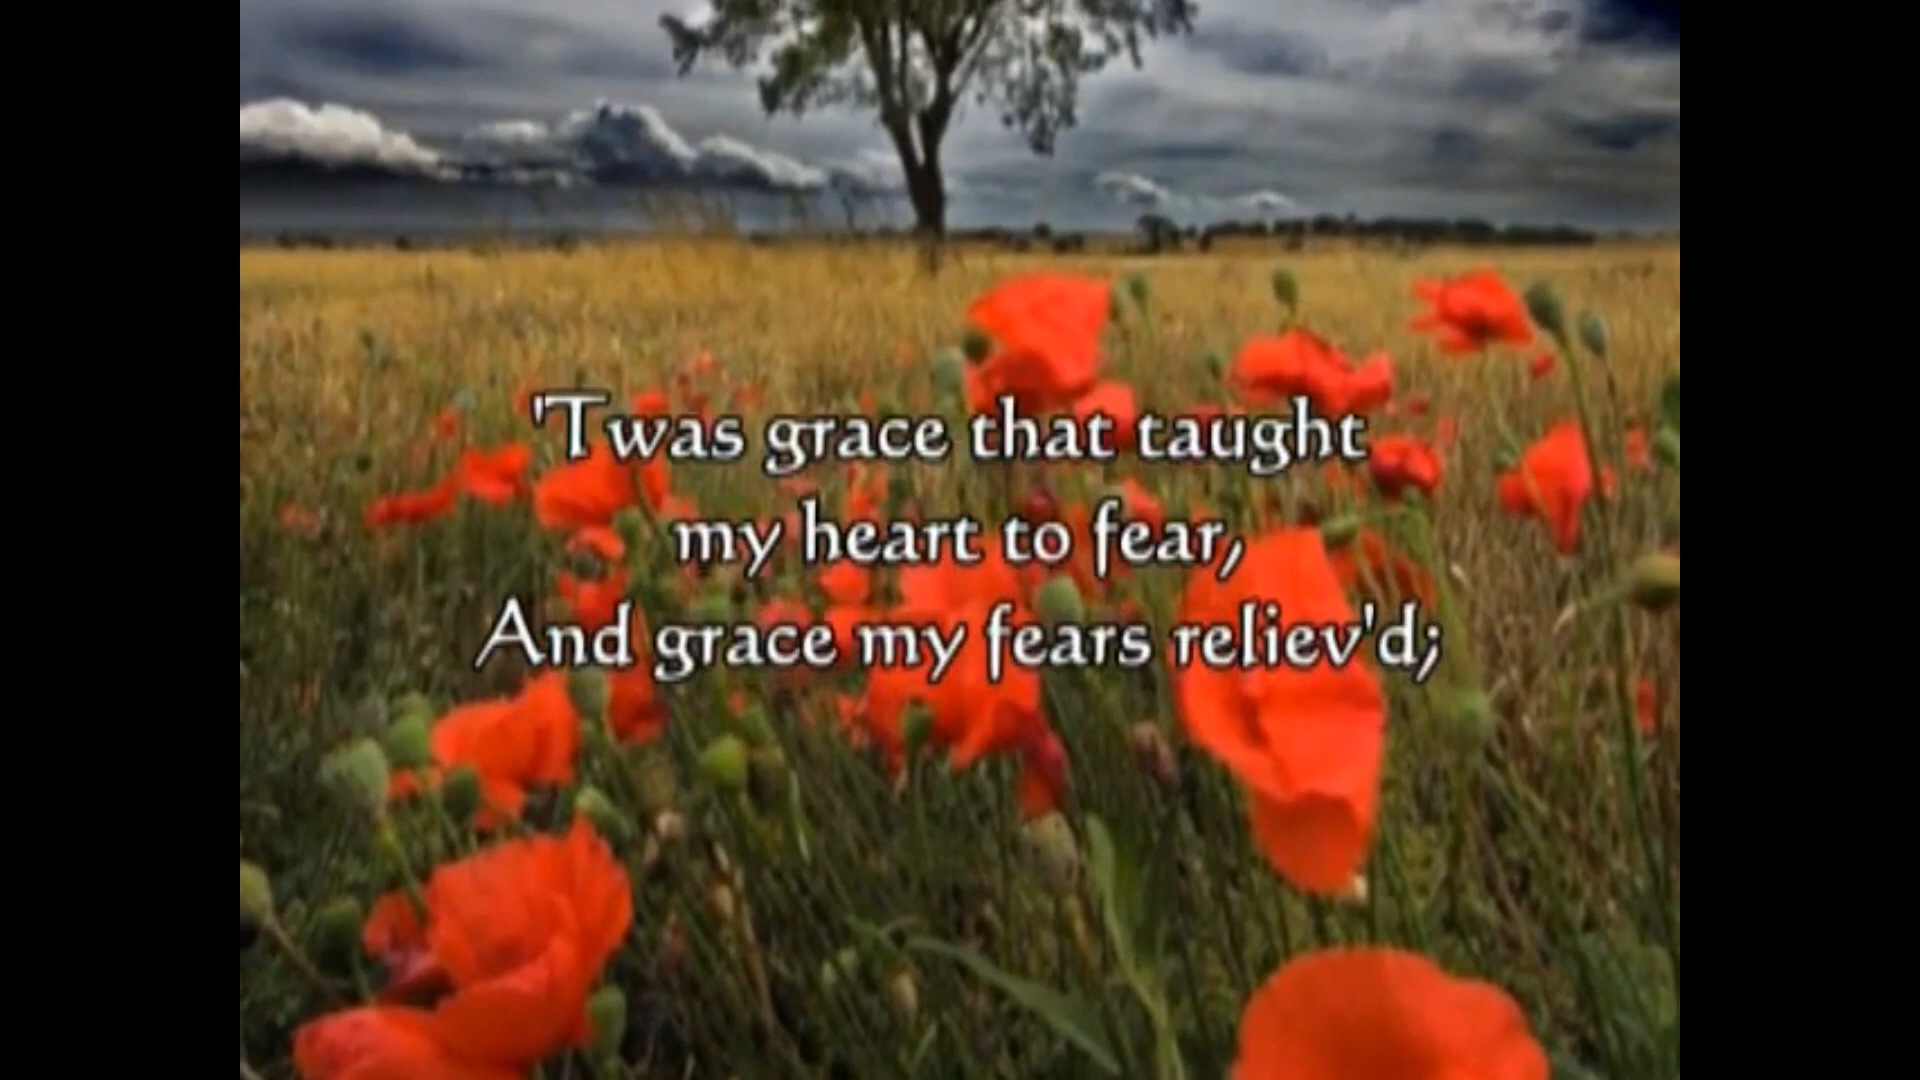 'Twas grace that taught
my heart to fear,
And grace my fears reliev'd;